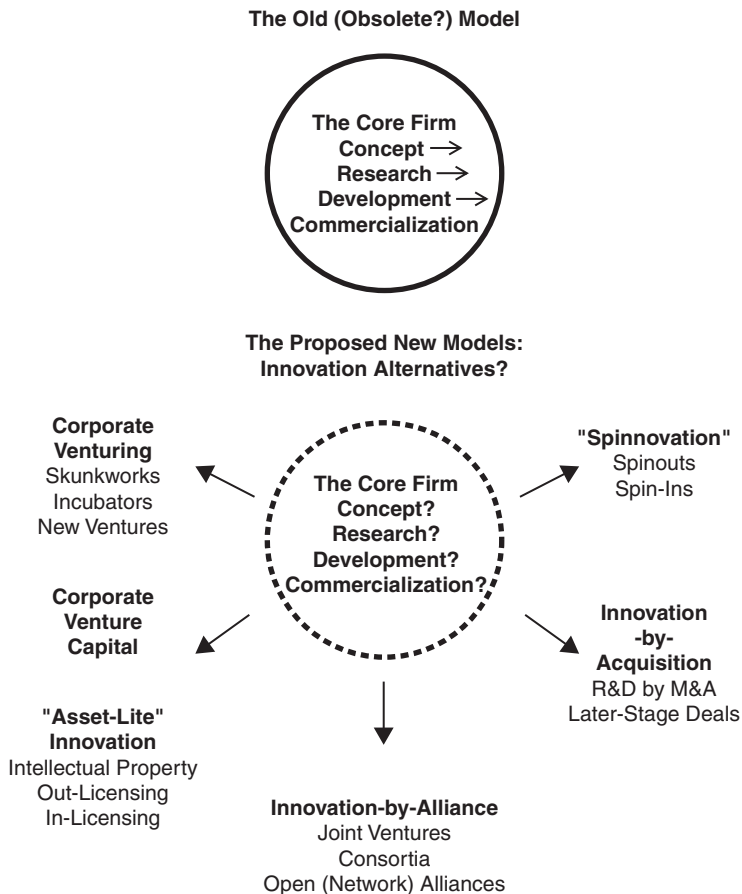 The Old (Obsolete?) Model
The Core Firm
Concept →
Research →
Development →
Commercialization
The Proposed New Models:
Innovation Alternatives?
Corporate
Venturing
Skunkworks
Incubators
New Ventures
"Spinnovation"
Spinouts
Spin-Ins
The Core Firm
Concept?
Research?
Development?
Commercialization?
Corporate
Venture
Capital
Innovation
-by-
Acquisition
R&D by M&A
Later-Stage Deals
"Asset-Lite"
Innovation
Intellectual Property
Out-Licensing
In-Licensing
Innovation-by-Alliance
Joint Ventures
Consortia
Open (Network) Alliances